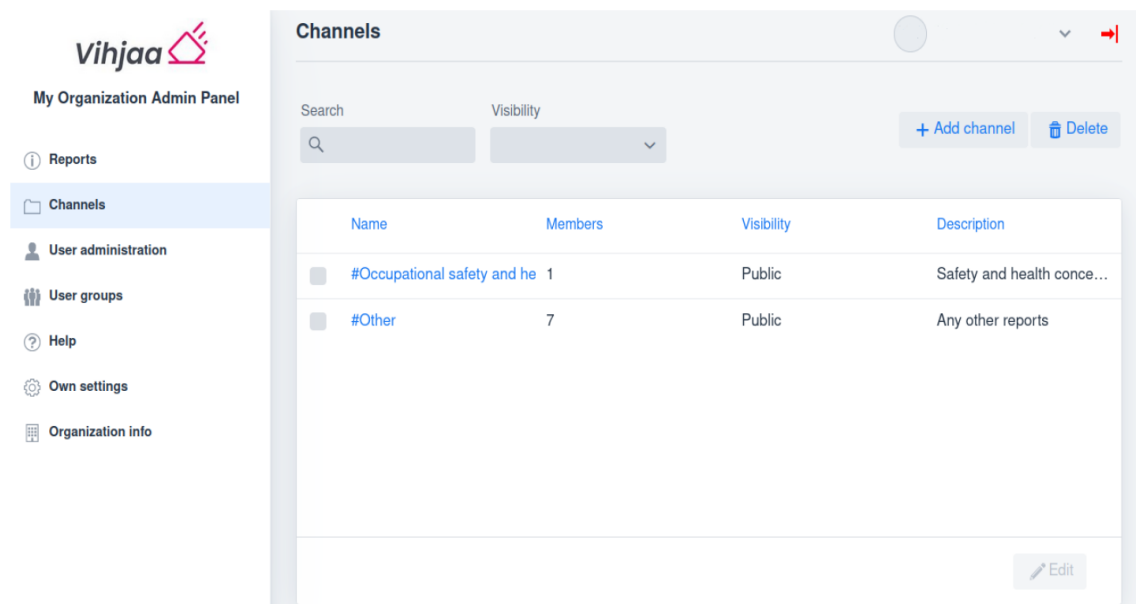 Vihjaa
My Organization Admin Panel
Reports
Channels
User administration
User groups
Help
Own settings
Organization info
Channels
Search
Visibility
+ Add channel
Delete
Name Members Visibility Description
#Occupational safety and he 1 Public Safety and health conce...
#Other 7 Public Any other reports
Edit